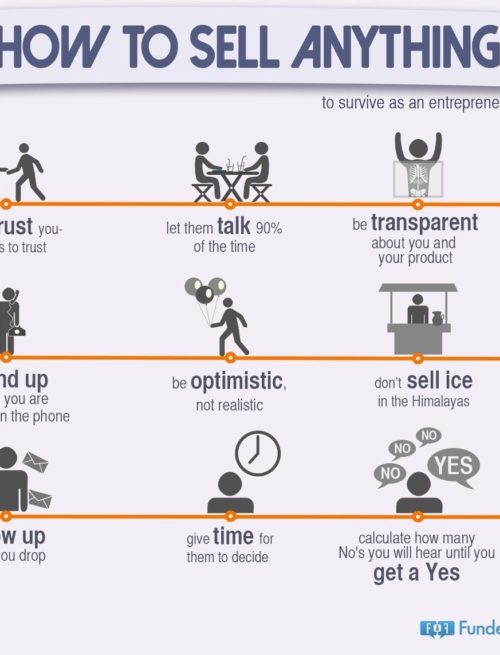 HOW TO SELL ANYTHING
to survive as an entreprene
rust you-
s to trust
let them talk 90%
of the time
be transparent
about you and
your product
nd up
you are
n the phone
be optimistic,
not realistic
don't sell ice
in the Himalayas
NO
NO
NO
YES
w up
ou drop
give time for
them to decide
calculate how many
No's you will hear until you
get a Yes
FOF Funde